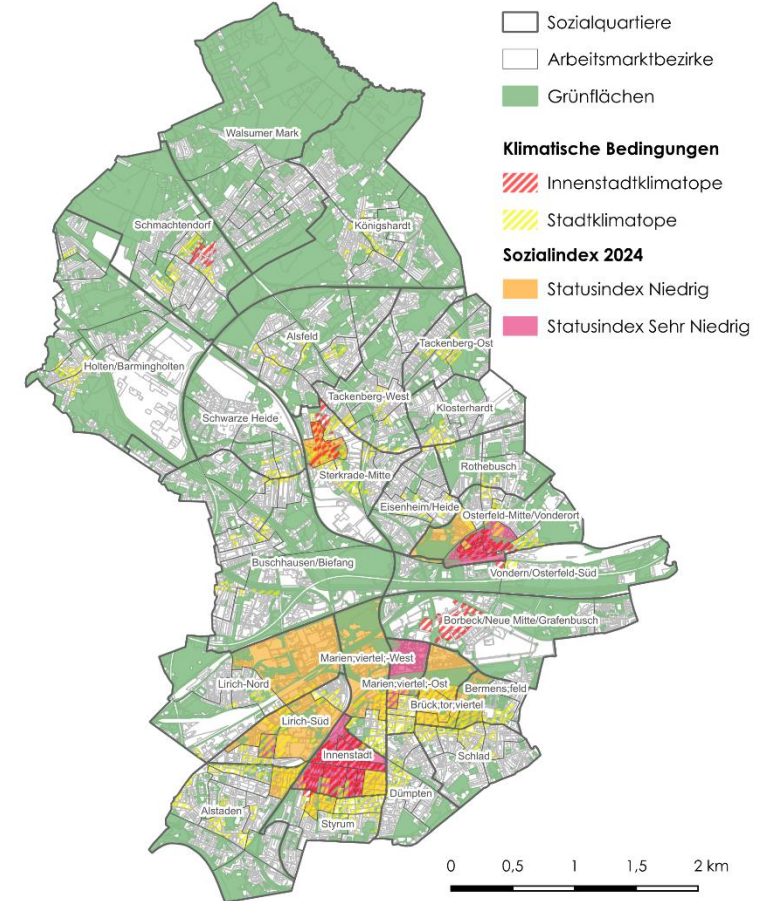 Sozialquartiere
Arbeitsmarktbezirke
Grünflächen
Klimatische Bedingungen
Innenstadtklimatope
Stadtklimatope
Sozialindex 2024
Statusindex Niedrig
Statusindex Sehr Niedrig
Walsumer Mark
Schmachtendorf
Königshardt
Alsfeld
Tackenberg-Ost
Holten/Barmingholten
Tackenberg-West
Klosterhardt
Schwarze Heide
Rothebusch
Sterkrade-Mitte
Eisenheim/Heide
Osterfeld-Mitte/Vonderort
Buschhausen/Biefang
Vondern/Osterfeld-Süd
Borbeck/Neue Mitte/Grafenbusch
Marien;viertel;-West
Lirich-Nord
Marien;viertel;-Ost
Bermens;feld
Brück;tor;viertel
Lirich-Süd
Innenstadt
Schlad
Dümpten
Alstaden
Styrum
0 0,5 1 1,5 2 km